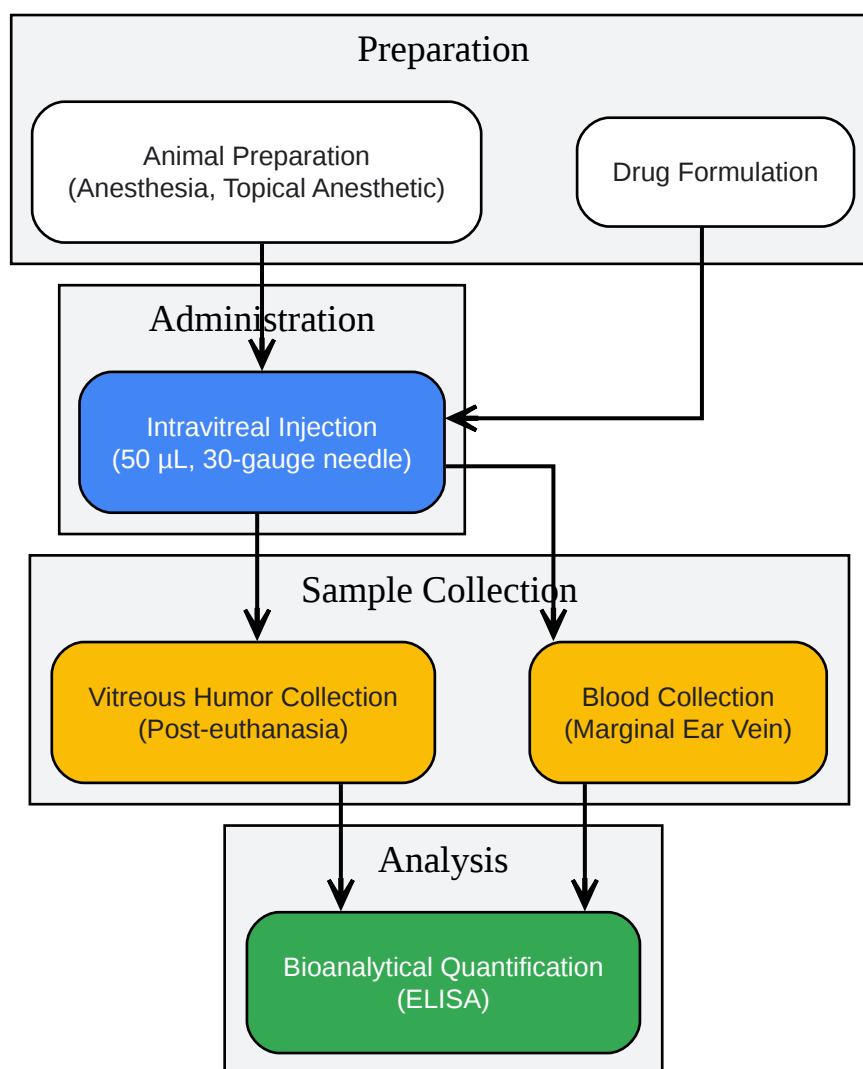 Preparation
Animal Preparation
(Anesthesia, Topical Anesthetic)
Drug Formulation
Administration
Intravitreal Injection
(50 µL, 30-gauge needle)
Sample Collection
Vitreous Humor Collection
(Post-euthanasia)
Blood Collection
(Marginal Ear Vein)
Analysis
Bioanalytical Quantification
(ELISA)